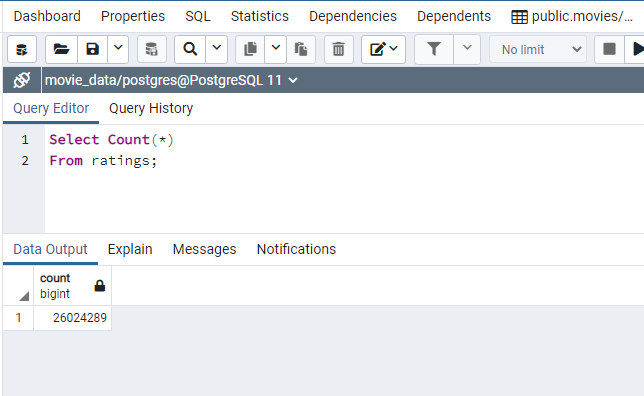 Dashboard Properties SQL Statistics Dependencies Dependents public.movies/...
No limit
movie_data/postgres@PostgreSQL 11
Query Editor Query History
1 Select Count(*)
2 From ratings;
Data Output Explain Messages Notifications
count
bigint
1 26024289